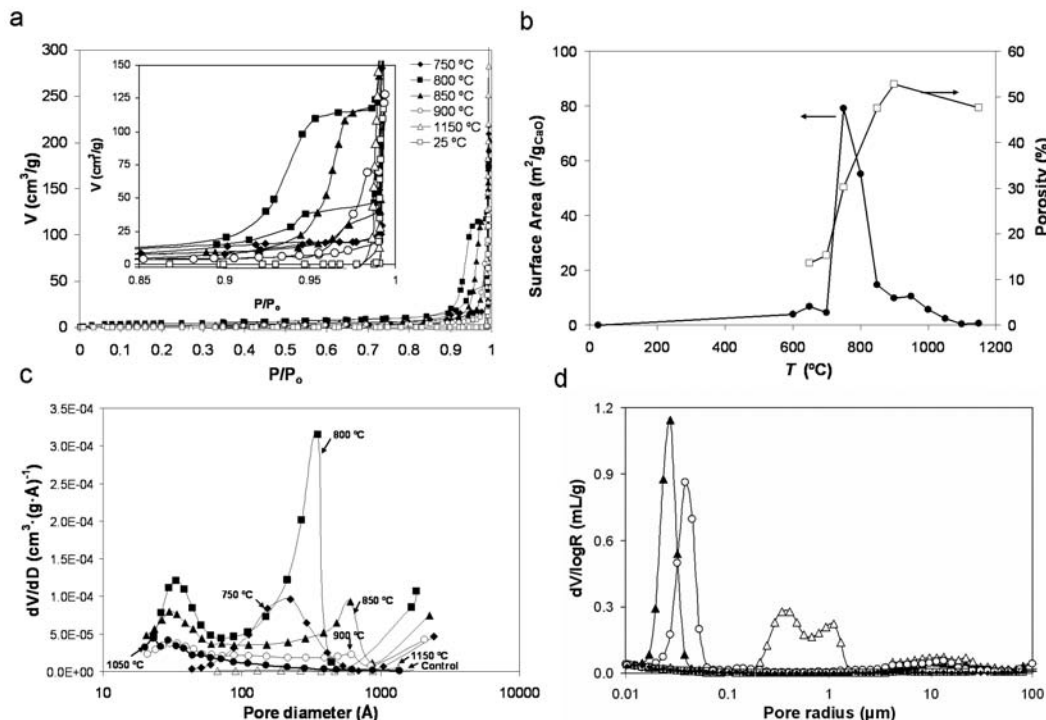 a
V (cm³/g)
300
250
200
150
100
50
0
150
125
100
75
50
25
0
V (cm³/g)
0.85
0.9
0.95
1
P/Pₒ
750 ºC
800 ºC
850 ºC
900 ºC
1150 ºC
25 ºC
0
0.1
0.2
0.3
0.4
0.5
0.6
0.7
0.8
0.9
1
P/Pₒ
b
Surface Area (m²/g_CaO)
100
80
60
40
20
0
60
50
40
30
20
10
0
Porosity (%)
0
200
400
600
800
1000
1200
T (ºC)
c
dV/dD (cm³·(g·A)⁻¹)
3.5E-04
3.0E-04
2.5E-04
2.0E-04
1.5E-04
1.0E-04
5.0E-05
0.0E+00
800 ºC
750 ºC
850 ºC
900 ºC
1050 ºC
1150 ºC
Control
10
100
1000
10000
Pore diameter (Å)
d
dV/logR (mL/g)
1.2
0.9
0.6
0.3
0.0
0.01
0.1
1
10
100
Pore radius (µm)